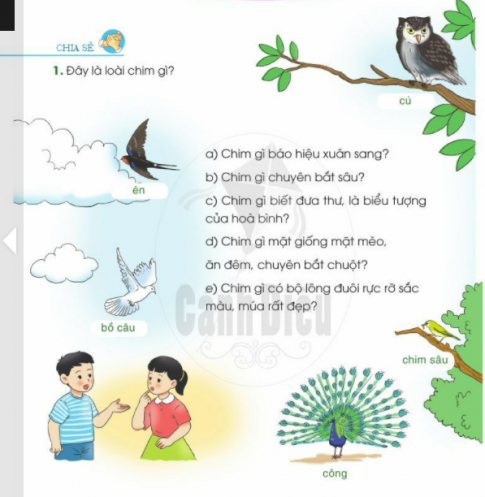 CHIA SẺ
1. Đây là loài chim gì?
cú
én
a) Chim gì báo hiệu xuân sang?
b) Chim gì chuyên bắt sâu?
c) Chim gì biết đưa thư, là biểu tượng
của hoà bình?
d) Chim gì mặt giống mặt mèo,
ăn đêm, chuyên bắt chuột?
e) Chim gì có bộ lông đuôi rực rỡ sắc
màu, múa rất đẹp?
bồ câu
Cánh Diều
chim sâu
công